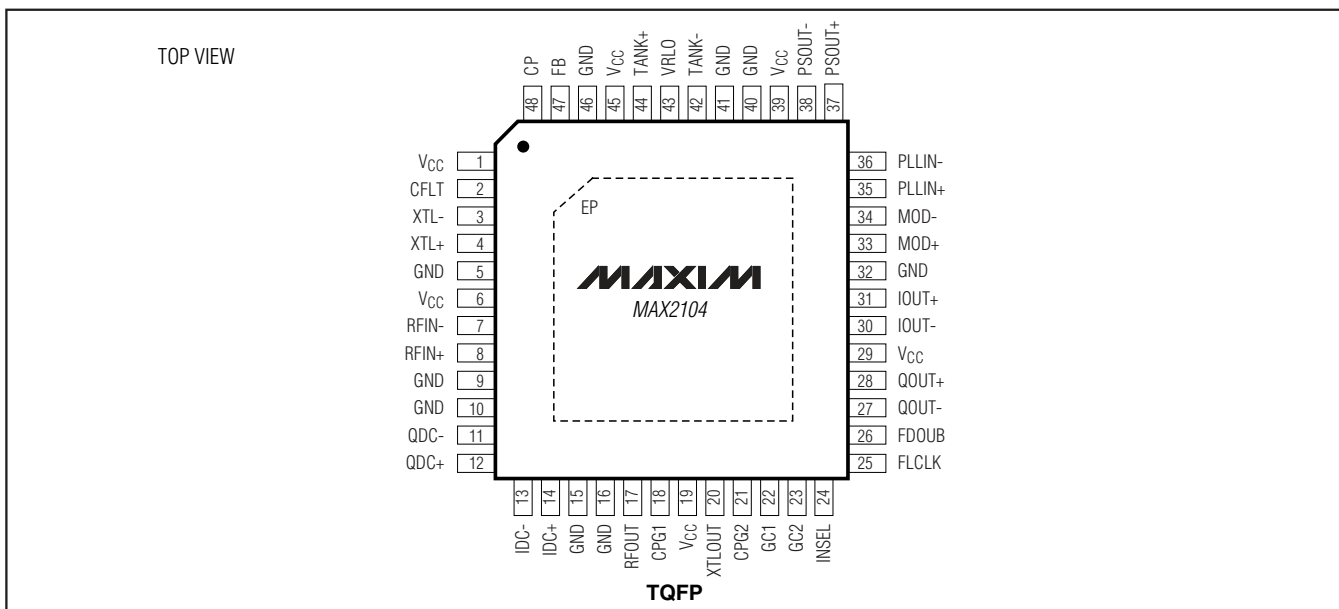 TOP VIEW
CP
FB
GND
VCC
TANK+
VRLO
TANK-
GND
GND
VCC
PSOUT-
PSOUT+
48
47
46
45
44
43
42
41
40
39
38
37
VCC 1
CFLT 2
XTL- 3
XTL+ 4
GND 5
VCC 6
RFIN- 7
RFIN+ 8
GND 9
GND 10
QDC- 11
QDC+ 12
EP
MAXIM
MAX2104
36 PLLIN-
35 PLLIN+
34 MOD-
33 MOD+
32 GND
31 IOUT+
30 IOUT-
29 VCC
28 QOUT+
27 QOUT-
26 FDOUB
25 FLCLK
13
14
15
16
17
18
19
20
21
22
23
24
IDC-
IDC+
GND
GND
RFOUT
CPG1
VCC
XTLOUT
CPG2
GC1
GC2
INSEL
TQFP